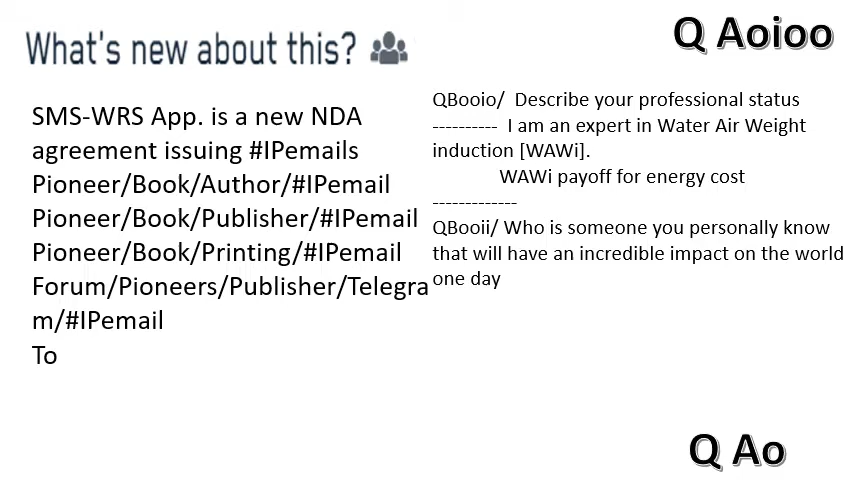 What's new about this?
Q Aoioo
SMS-WRS App. is a new NDA
agreement issuing #IPemails
Pioneer/Book/Author/#IPemail
Pioneer/Book/Publisher/#IPemail
Pioneer/Book/Printing/#IPemail
Forum/Pioneers/Publisher/Telegra
m/#IPemail
To
QBooio/ Describe your professional status
---------- I am an expert in Water Air Weight
induction [WAWi].
WAWi payoff for energy cost
-------------
QBooii/ Who is someone you personally know
that will have an incredible impact on the world
one day
Q Ao